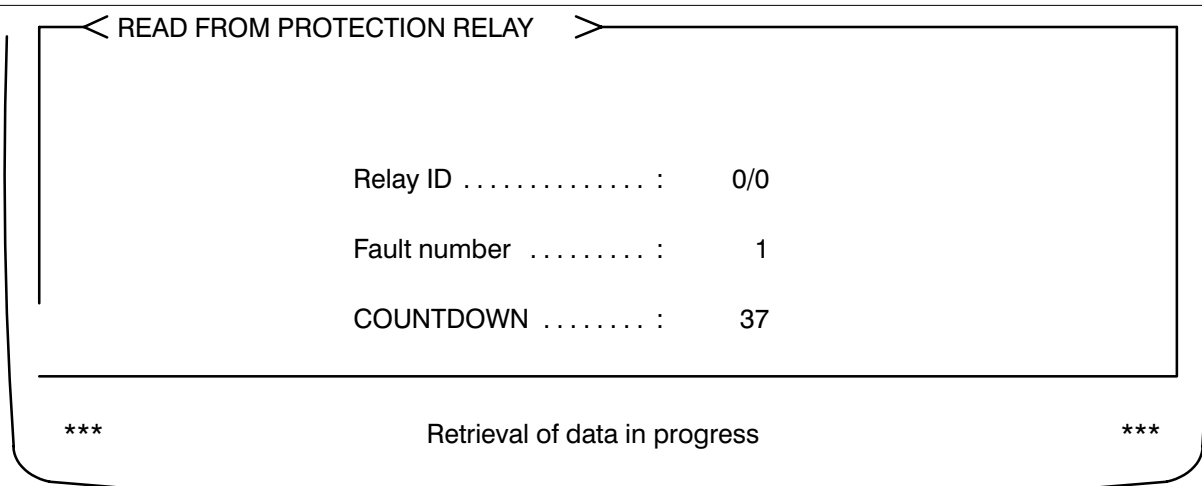 READ FROM PROTECTION RELAY
Relay ID . . . . . . . . . . . . . . : 0/0
Fault number . . . . . . . . . : 1
COUNTDOWN . . . . . . . . : 37
*** Retrieval of data in progress ***